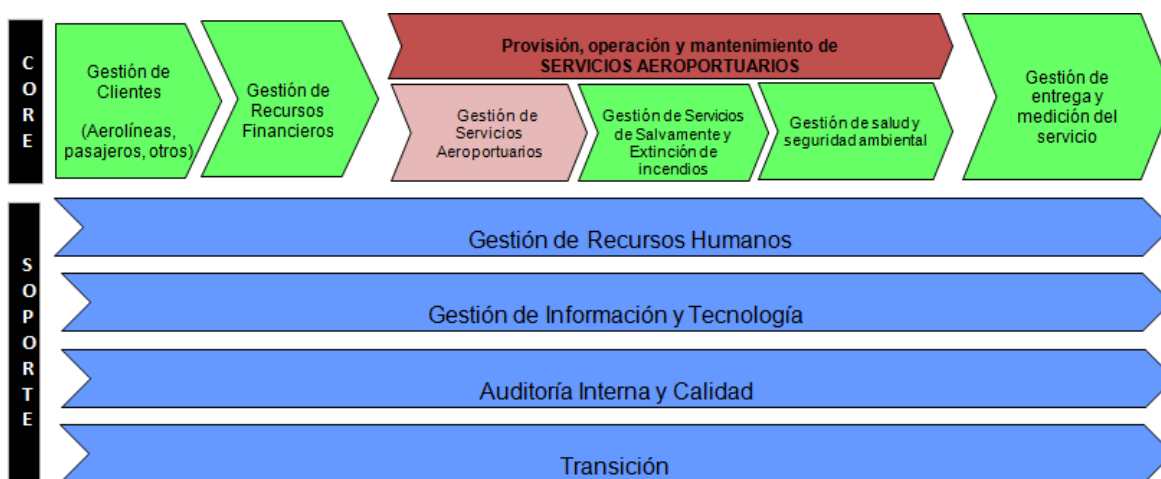 CORE
Gestión de
Clientes
(Aerolíneas,
pasajeros, otros)
Gestión de
Recursos
Financieros
Provisión, operación y mantenimiento de
SERVICIOS AEROPORTUARIOS
Gestión de
Servicios
Aeroportuarios
Gestión de Servicios
de Salvamente y
Extinción de
incendios
Gestión de salud y
seguridad ambiental
Gestión de
entrega y
medición del
servicio
SOPORTE
Gestión de Recursos Humanos
Gestión de Información y Tecnología
Auditoría Interna y Calidad
Transición